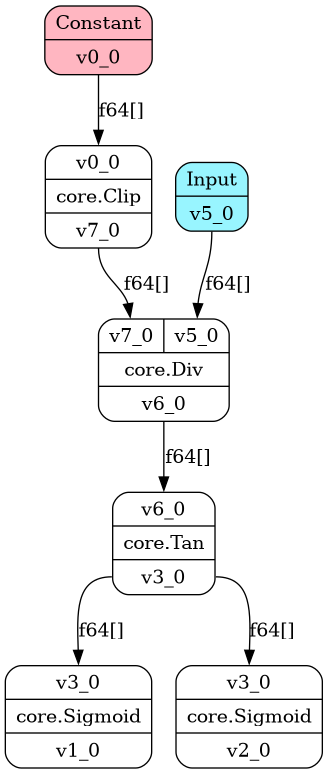 Constant
v0_0
f64[]
v0_0
core.Clip
v7_0
Input
v5_0
f64[]
f64[]
v7_0 v5_0
core.Div
v6_0
f64[]
v6_0
core.Tan
v3_0
f64[]
f64[]
v3_0
core.Sigmoid
v1_0
v3_0
core.Sigmoid
v2_0